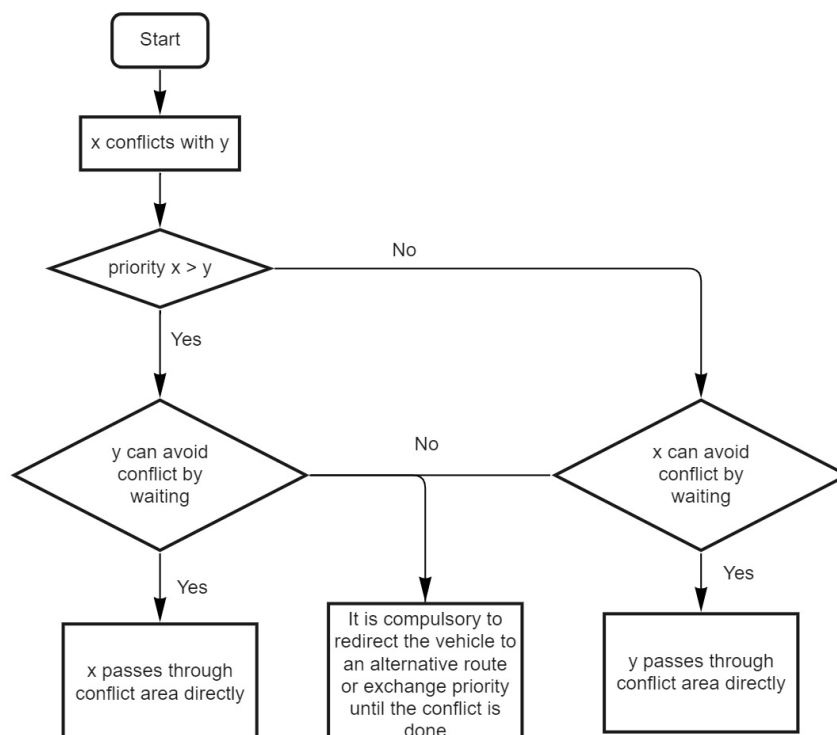 Start
x conflicts with y
priority x > y
No
Yes
y can avoid
conflict by
waiting
No
x can avoid
conflict by
waiting
Yes
Yes
x passes through
conflict area directly
It is compulsory to
redirect the vehicle to
an alternative route
or exchange priority
until the conflict is
done
y passes through
conflict area directly